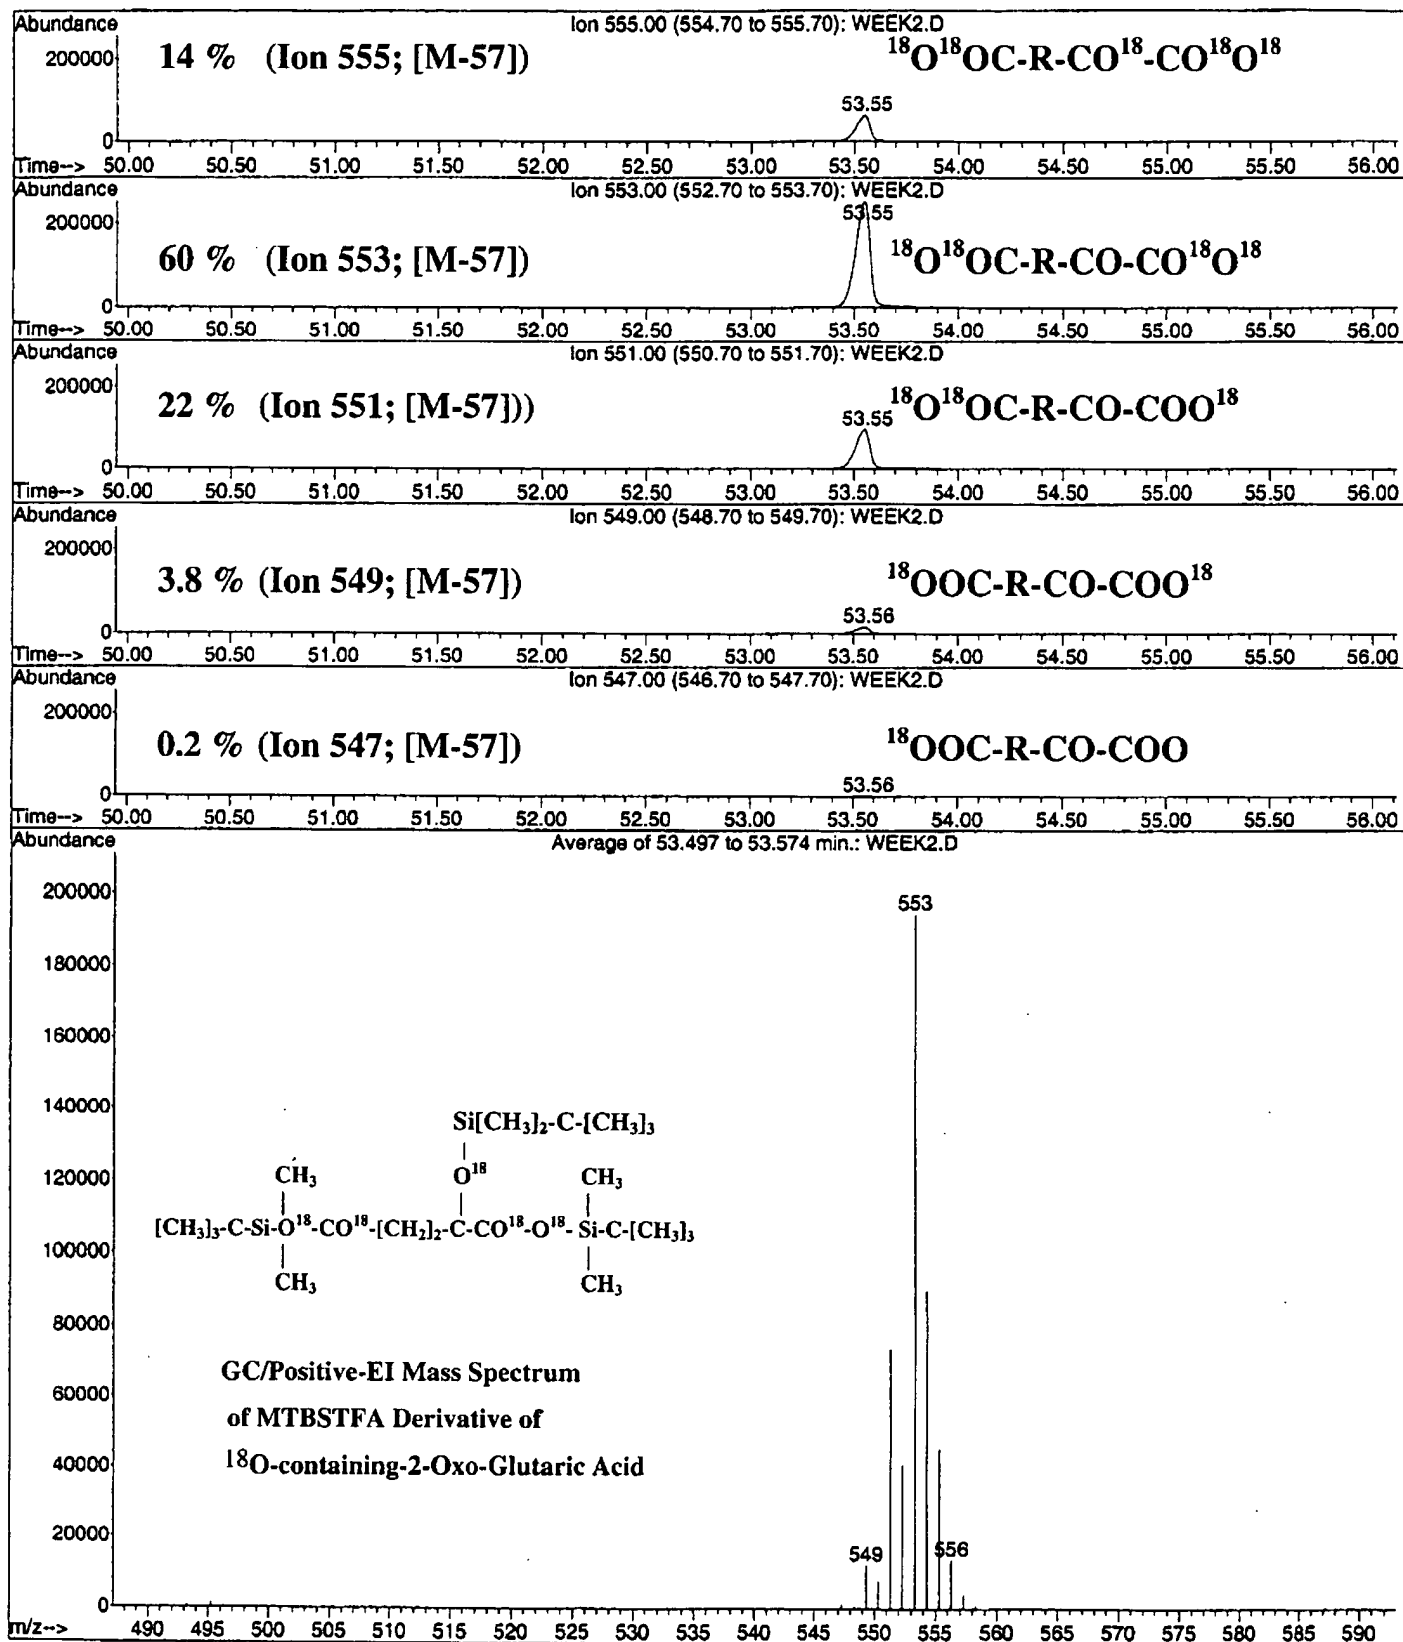 Abundance
Ion 555.00 (554.70 to 555.70): WEEK2.D
200000
14 % (Ion 555; [M-57])
¹⁸O¹⁸OC-R-CO¹⁸-CO¹⁸O¹⁸
53.55
0
Time--> 50.00 50.50 51.00 51.50 52.00 52.50 53.00 53.50 54.00 54.50 55.00 55.50 56.00
Abundance
Ion 553.00 (552.70 to 553.70): WEEK2.D
200000
53.55
60 % (Ion 553; [M-57])
¹⁸O¹⁸OC-R-CO-CO¹⁸O¹⁸
0
Time--> 50.00 50.50 51.00 51.50 52.00 52.50 53.00 53.50 54.00 54.50 55.00 55.50 56.00
Abundance
Ion 551.00 (550.70 to 551.70): WEEK2.D
200000
22 % (Ion 551; [M-57]))
¹⁸O¹⁸OC-R-CO-COO¹⁸
53.55
0
Time--> 50.00 50.50 51.00 51.50 52.00 52.50 53.00 53.50 54.00 54.50 55.00 55.50 56.00
Abundance
Ion 549.00 (548.70 to 549.70): WEEK2.D
200000
3.8 % (Ion 549; [M-57])
¹⁸OOC-R-CO-COO¹⁸
53.56
0
Time--> 50.00 50.50 51.00 51.50 52.00 52.50 53.00 53.50 54.00 54.50 55.00 55.50 56.00
Abundance
Ion 547.00 (546.70 to 547.70): WEEK2.D
200000
0.2 % (Ion 547; [M-57])
¹⁸OOC-R-CO-COO
53.56
0
Time--> 50.00 50.50 51.00 51.50 52.00 52.50 53.00 53.50 54.00 54.50 55.00 55.50 56.00
Abundance
Average of 53.497 to 53.574 min.: WEEK2.D
200000
553
180000
160000
140000
Si[CH₃]₂-C-[CH₃]₃
120000
CH₃ O¹⁸ CH₃
[CH₃]₃-C-Si-O¹⁸-CO¹⁸-[CH₂]₂-C-CO¹⁸-O¹⁸-Si-C-[CH₃]₃
100000
CH₃ CH₃
80000
GC/Positive-EI Mass Spectrum
60000
of MTBSTFA Derivative of
¹⁸O-containing-2-Oxo-Glutaric Acid
40000
20000
549 556
0
m/z--> 490 495 500 505 510 515 520 525 530 535 540 545 550 555 560 565 570 575 580 585 590